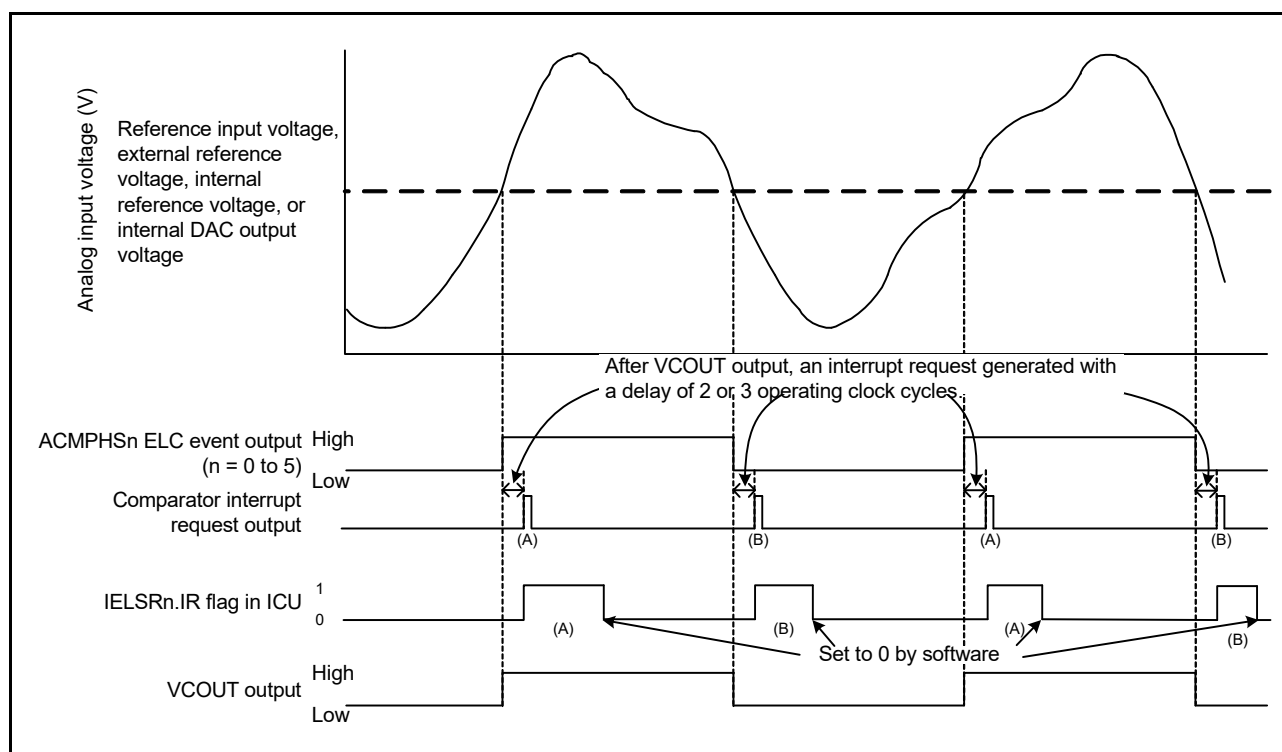 Analog input voltage (V)
Reference input voltage,
external reference
voltage, internal
reference voltage, or
internal DAC output
voltage
After VCOUT output, an interrupt request generated with
a delay of 2 or 3 operating clock cycles.
ACMPHSn ELC event output
(n = 0 to 5)
High
Low
Comparator interrupt
request output
(A)
(B)
(A)
(B)
IELSRn.IR flag in ICU
1
0
(A)
(B)
(A)
(B)
Set to 0 by software
VCOUT output
High
Low